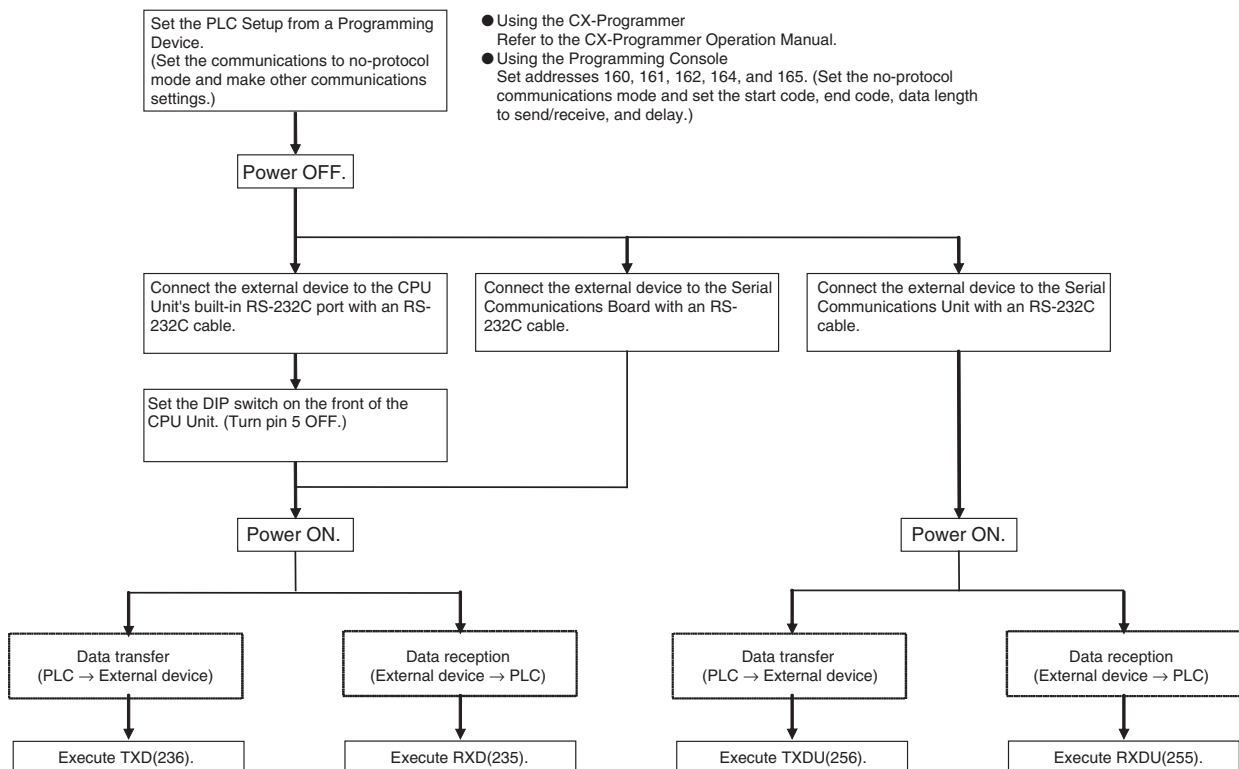 Set the PLC Setup from a Programming
Device.
(Set the communications to no-protocol
mode and make other communications
settings.)
● Using the CX-Programmer
Refer to the CX-Programmer Operation Manual.
● Using the Programming Console
Set addresses 160, 161, 162, 164, and 165. (Set the no-protocol
communications mode and set the start code, end code, data length
to send/receive, and delay.)
Power OFF.
Connect the external device to the CPU
Unit's built-in RS-232C port with an RS-
232C cable.
Connect the external device to the Serial
Communications Board with an RS-
232C cable.
Connect the external device to the Serial
Communications Unit with an RS-232C
cable.
Set the DIP switch on the front of the
CPU Unit. (Turn pin 5 OFF.)
Power ON.
Power ON.
Data transfer
(PLC → External device)
Data reception
(External device → PLC)
Data transfer
(PLC → External device)
Data reception
(External device → PLC)
Execute TXD(236).
Execute RXD(235).
Execute TXDU(256).
Execute RXDU(255).